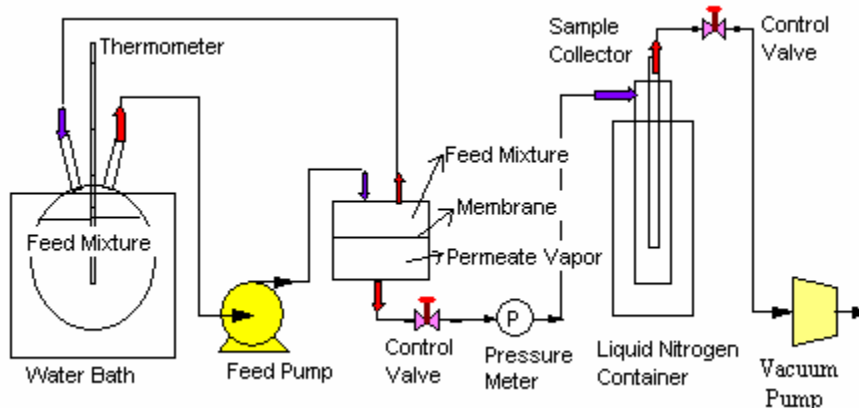 Thermometer
Sample
Collector
Control
Valve
Feed Mixture
Membrane
Permeate Vapor
Feed Mixture
P
Water Bath
Feed Pump
Control
Valve
Pressure
Meter
Liquid Nitrogen
Container
Vacuum
Pump